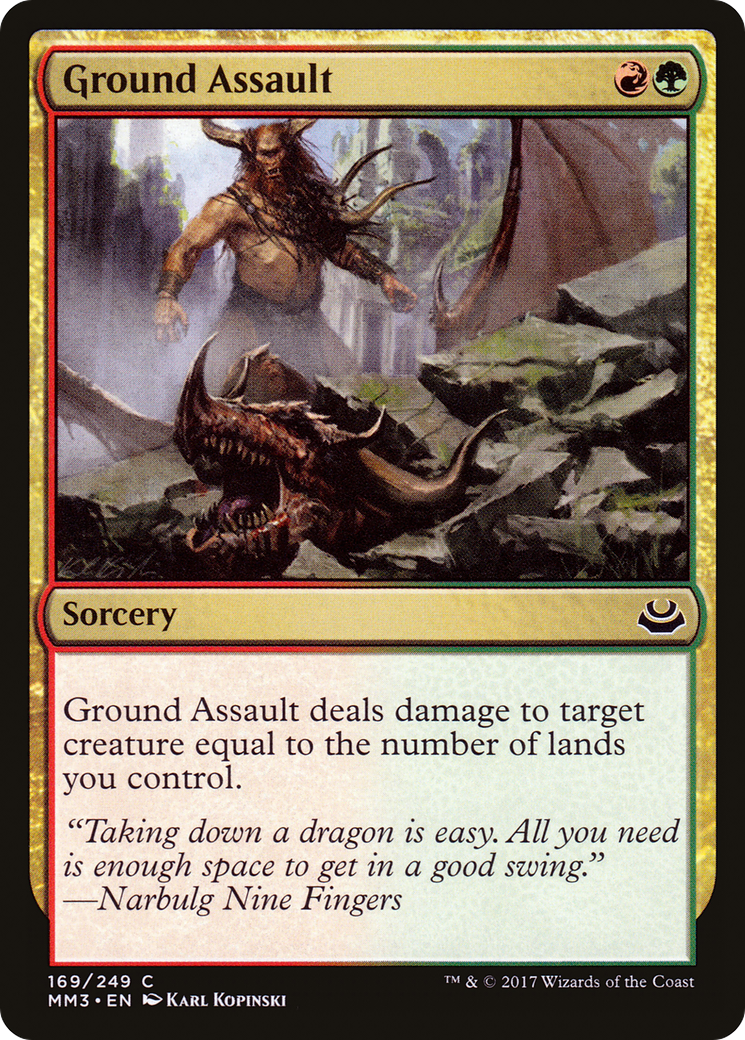 Ground Assault
Sorcery
Ground Assault deals damage to target
creature equal to the number of lands
you control.
“Taking down a dragon is easy. All you need
is enough space to get in a good swing.”
—Narbulg Nine Fingers
169/249 C
MM3 • EN Karl Kopinski
™ & © 2017 Wizards of the Coast